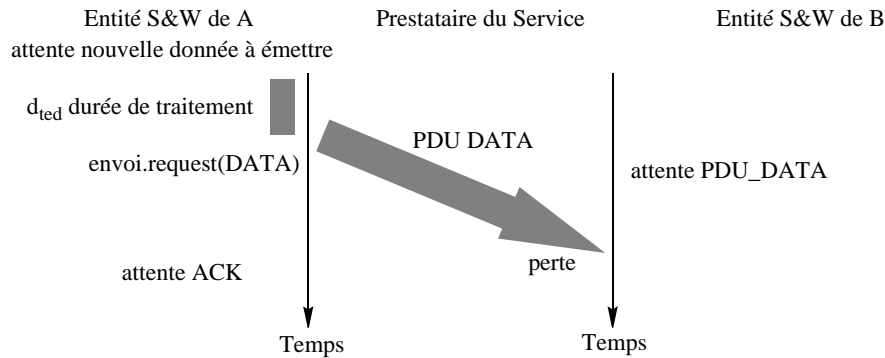 Entité S&W de A
Prestataire du Service
Entité S&W de B
attente nouvelle donnée à émettre
d_ted durée de traitement
PDU DATA
envoi.request(DATA)
attente PDU_DATA
perte
attente ACK
Temps
Temps